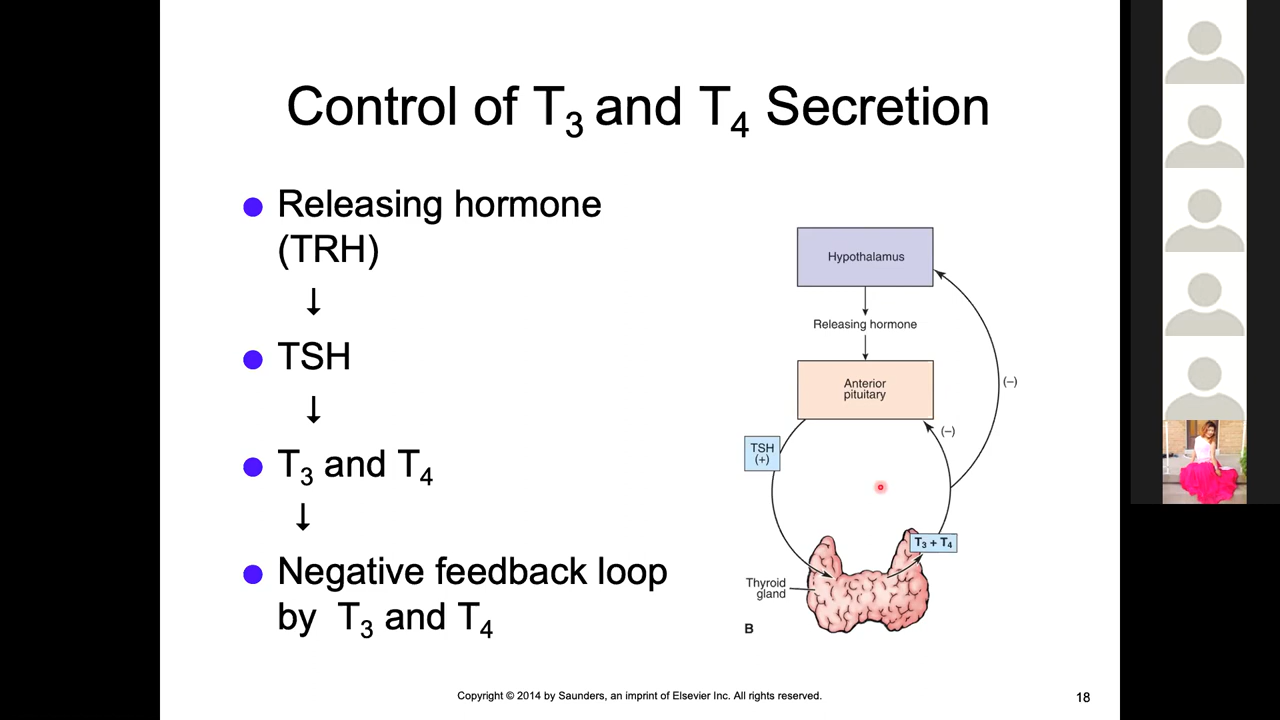 Control of T₃ and T₄ Secretion
● Releasing hormone
(TRH)
↓
● TSH
↓
● T₃ and T₄
↓
● Negative feedback loop
by T₃ and T₄
Hypothalamus
Releasing hormone
Anterior
pituitary
(–)
(–)
TSH
(+)
T₃ + T₄
Thyroid
gland
B
Copyright © 2014 by Saunders, an imprint of Elsevier Inc. All rights reserved.
18